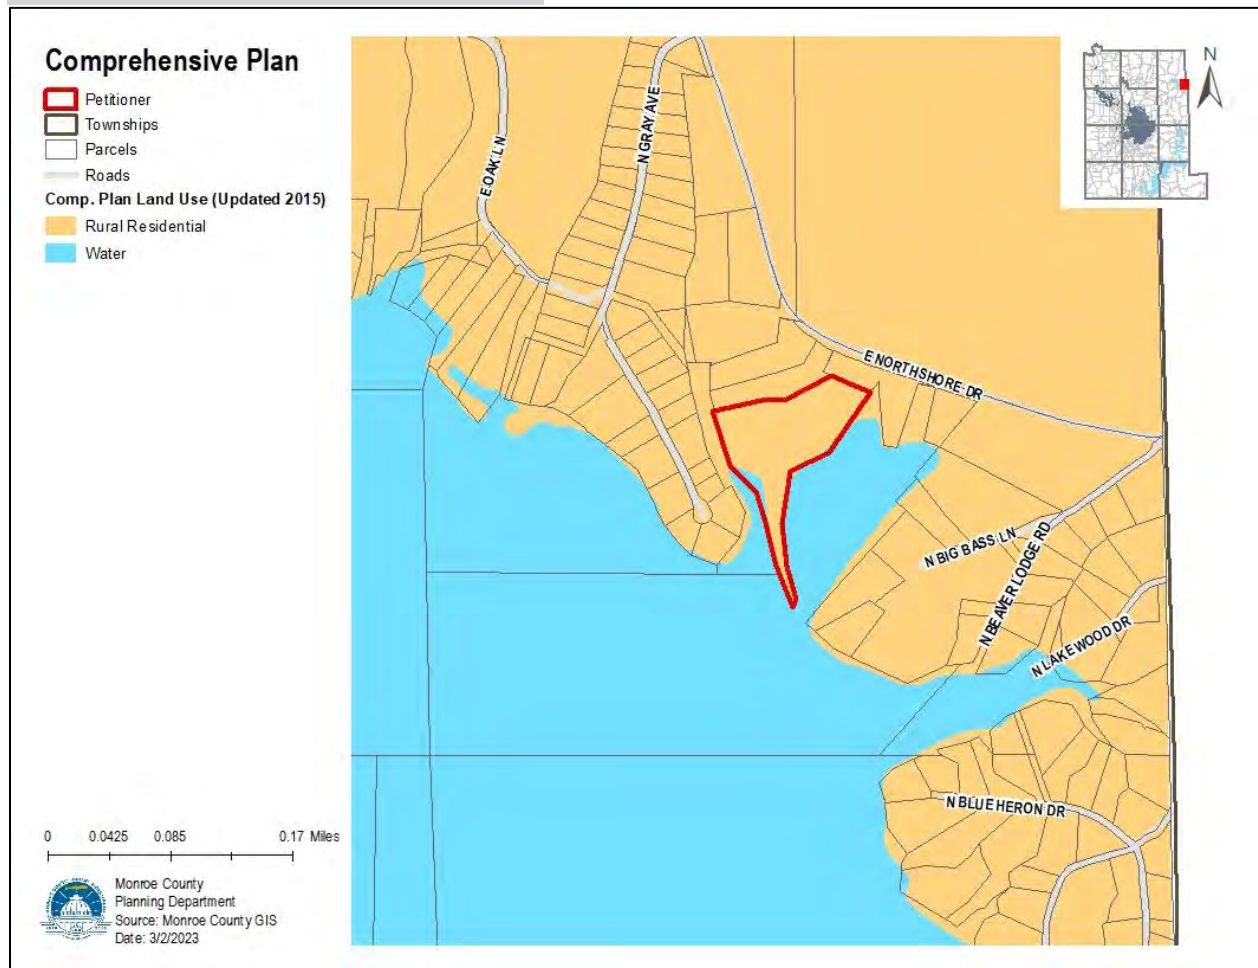 Comprehensive Plan
Petitioner
Townships
Parcels
Roads
Comp. Plan Land Use (Updated 2015)
Rural Residential
Water
N
E OAK LN
N GRAY AVE
E NORTHSHORE DR
N BIG BASS LN
N BEAVER LODGE RD
N LAKEWOOD DR
N BLUE HERON DR
0 0.0425 0.085 0.17 Miles
Monroe County
Planning Department
Source: Monroe County GIS
Date: 3/2/2023